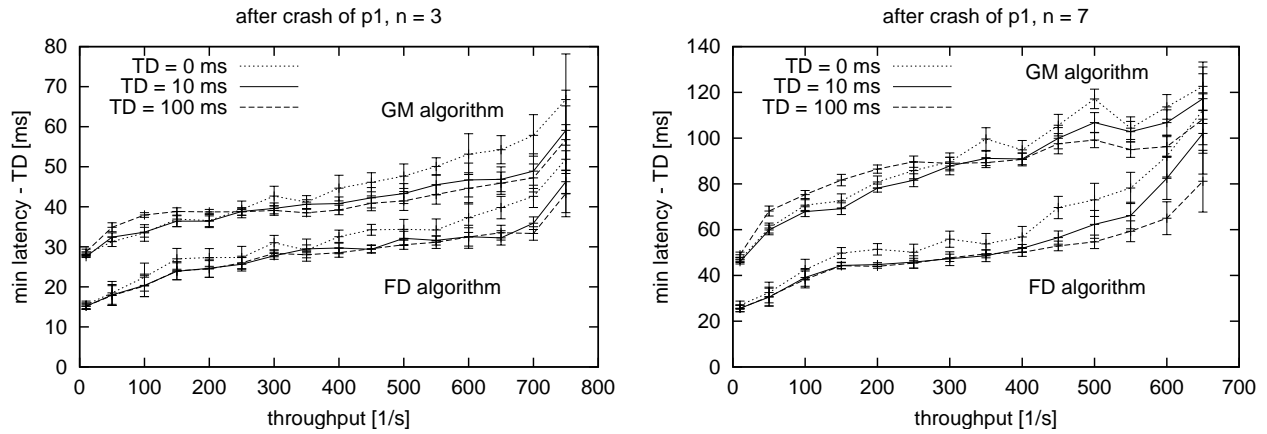 after crash of p1, n = 3
min latency - TD [ms]
80
70
60
50
40
30
20
10
0
TD = 0 ms
TD = 10 ms
TD = 100 ms
GM algorithm
FD algorithm
0 100 200 300 400 500 600 700 800
throughput [1/s]
after crash of p1, n = 7
min latency - TD [ms]
140
120
100
80
60
40
20
0
TD = 0 ms
TD = 10 ms
TD = 100 ms
GM algorithm
FD algorithm
0 100 200 300 400 500 600 700
throughput [1/s]